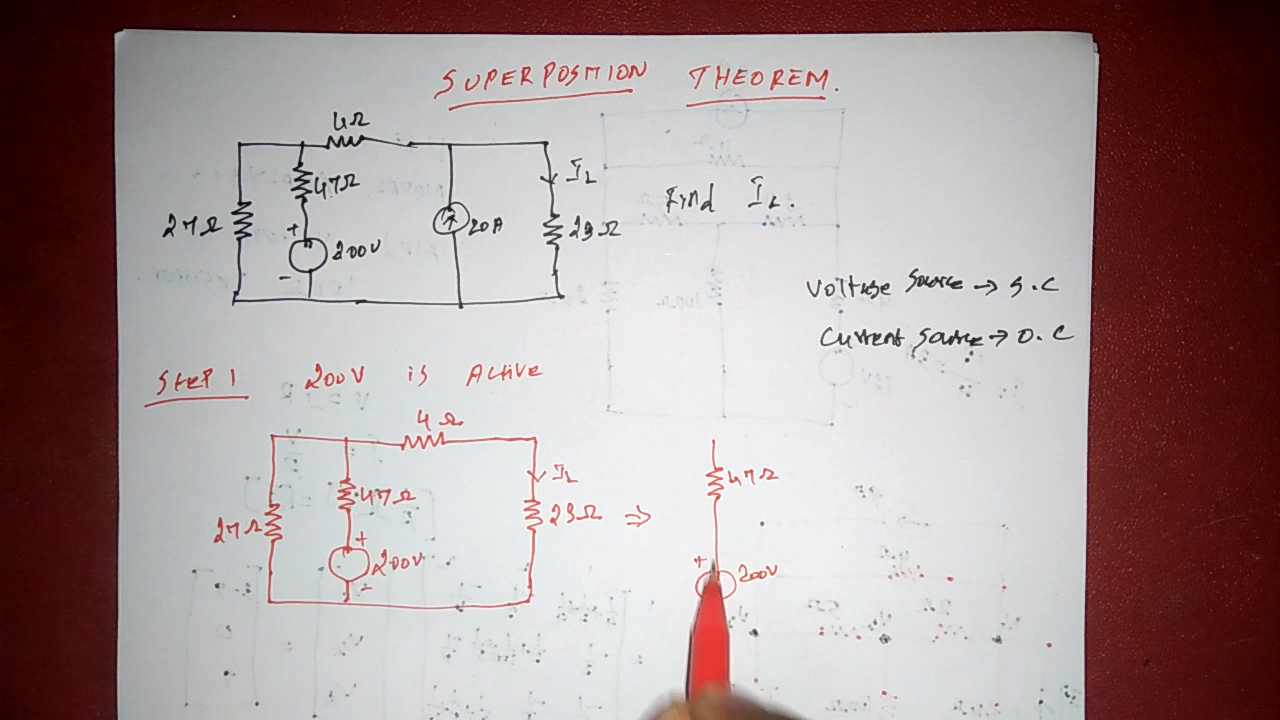 SUPERPOSITION THEOREM.
4Ω
47Ω
27Ω
+
200V
-
20A
IL
23Ω
Find IL.
Voltage Source → S.C
Current Source → O.C
STEP 1 200V is Active
4Ω
27Ω
47Ω
+
200V
-
IL
23Ω ⇒
47Ω
+
200V